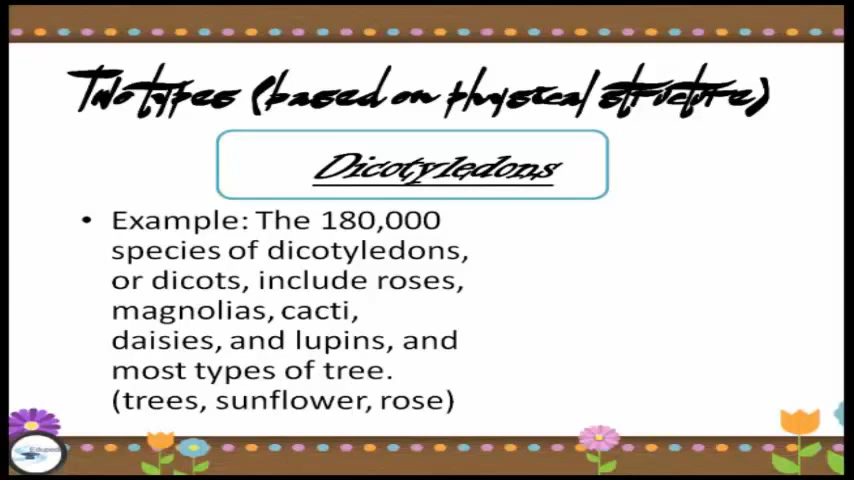 Two types (based on physical structure)
Dicotyledons
• Example: The 180,000
species of dicotyledons,
or dicots, include roses,
magnolias, cacti,
daisies, and lupins, and
most types of tree.
(trees, sunflower, rose)